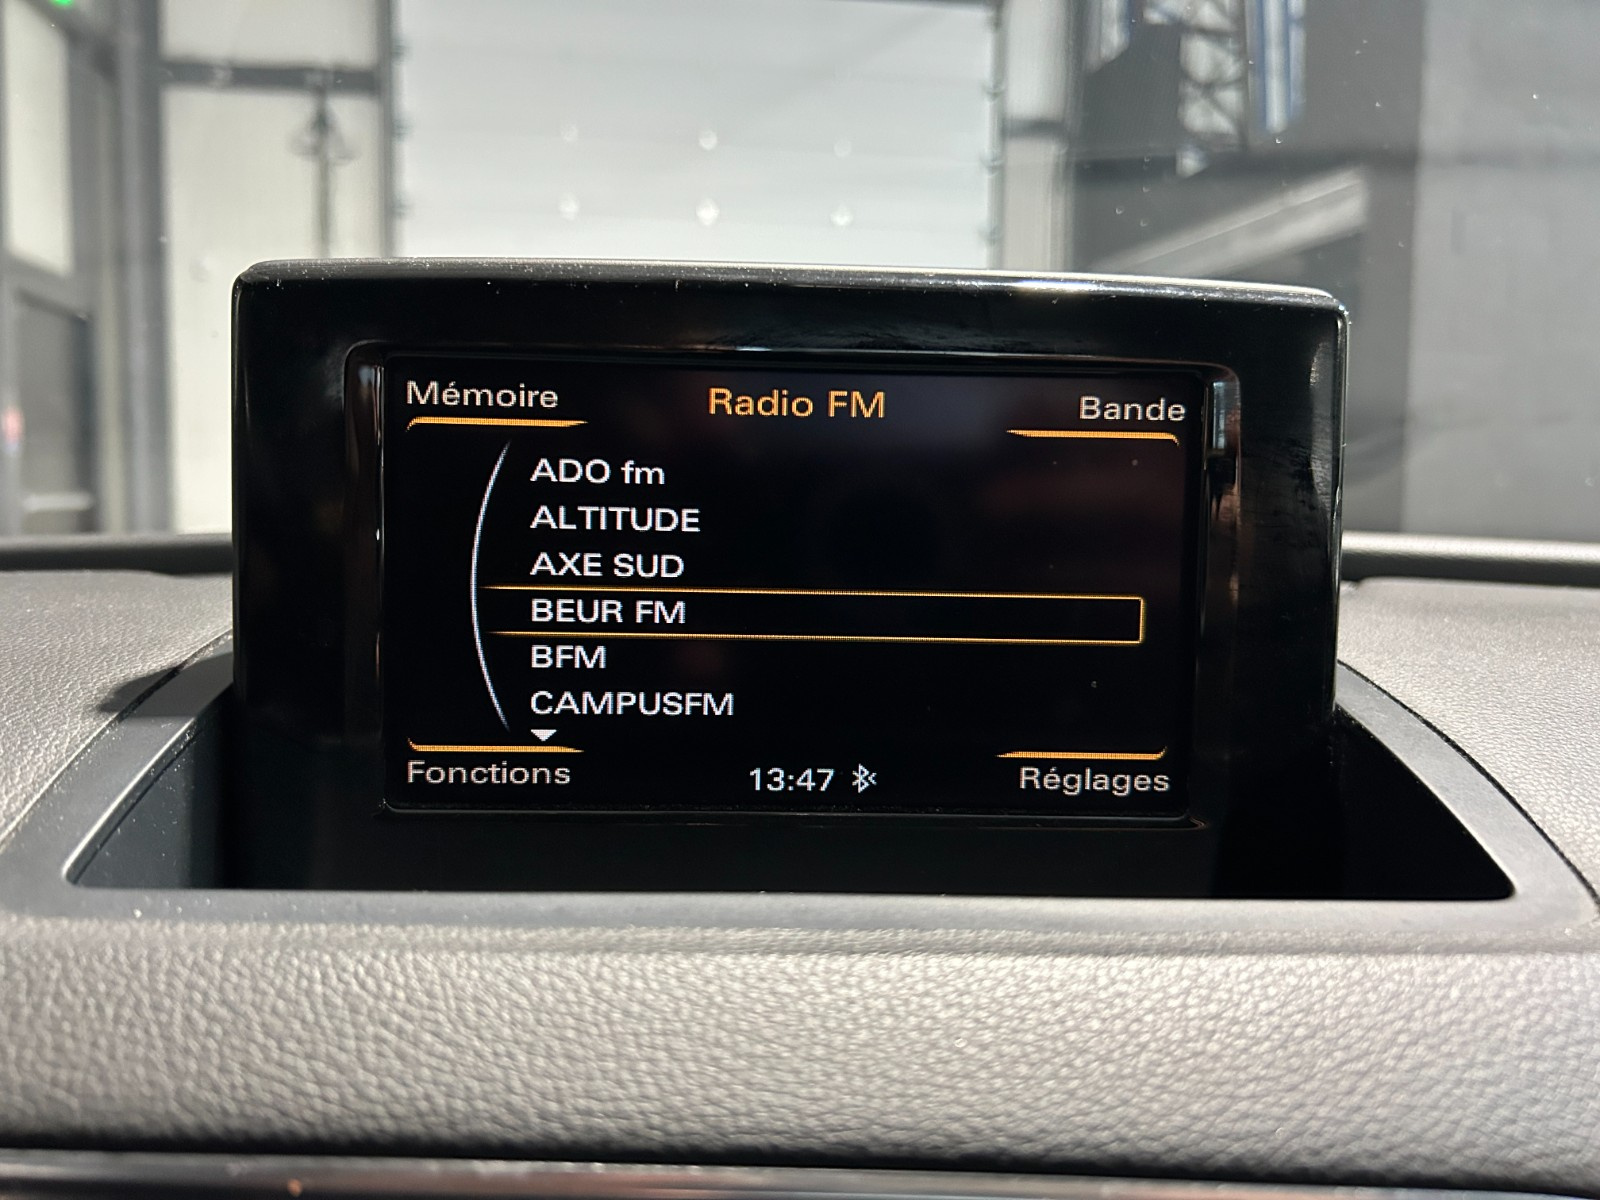 Mémoire
Radio FM
Bande
ADO fm
ALTITUDE
AXE SUD
BEUR FM
BFM
CAMPUSFM
Fonctions
13:47
Réglages